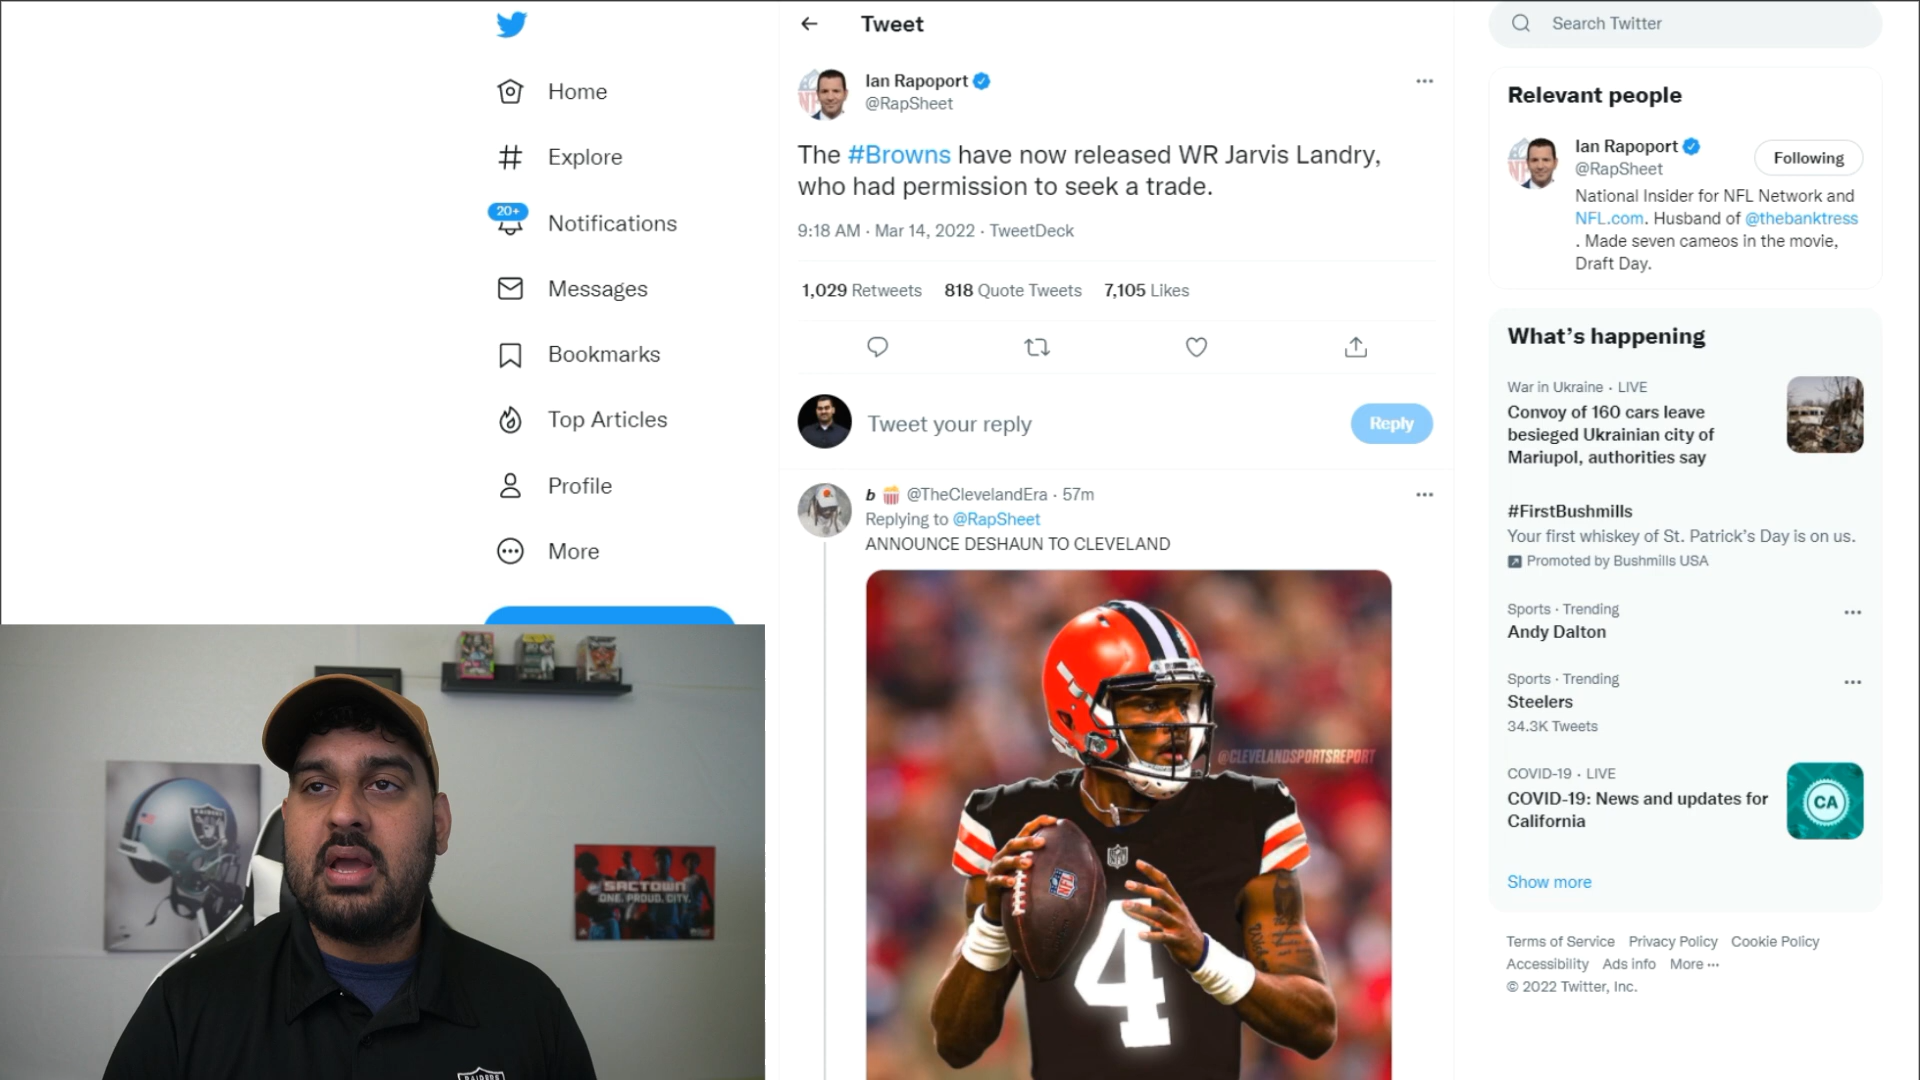 Home
Explore
20+
Notifications
Messages
Bookmarks
Top Articles
Profile
More
Tweet
Ian Rapoport
@RapSheet
The #Browns have now released WR Jarvis Landry,
who had permission to seek a trade.
9:18 AM · Mar 14, 2022 · TweetDeck
1,029 Retweets 818 Quote Tweets 7,105 Likes
Tweet your reply
Reply
b 🍿 @TheClevelandEra · 57m
Replying to @RapSheet
ANNOUNCE DESHAUN TO CLEVELAND
@CLEVELANDSPORTSREPORT
NFL
4
Search Twitter
Relevant people
Ian Rapoport
@RapSheet
Following
National Insider for NFL Network and
NFL.com. Husband of @thebanktress
. Made seven cameos in the movie,
Draft Day.
What's happening
War in Ukraine · LIVE
Convoy of 160 cars leave
besieged Ukrainian city of
Mariupol, authorities say
#FirstBushmills
Your first whiskey of St. Patrick's Day is on us.
Promoted by Bushmills USA
Sports · Trending
Andy Dalton
Sports · Trending
Steelers
34.3K Tweets
COVID-19 · LIVE
COVID-19: News and updates for
California
CA
Show more
Terms of Service Privacy Policy Cookie Policy
Accessibility Ads info More ···
© 2022 Twitter, Inc.
RAIDERS
SACTOWN
ONE. PROUD. CITY.
RAIDERS